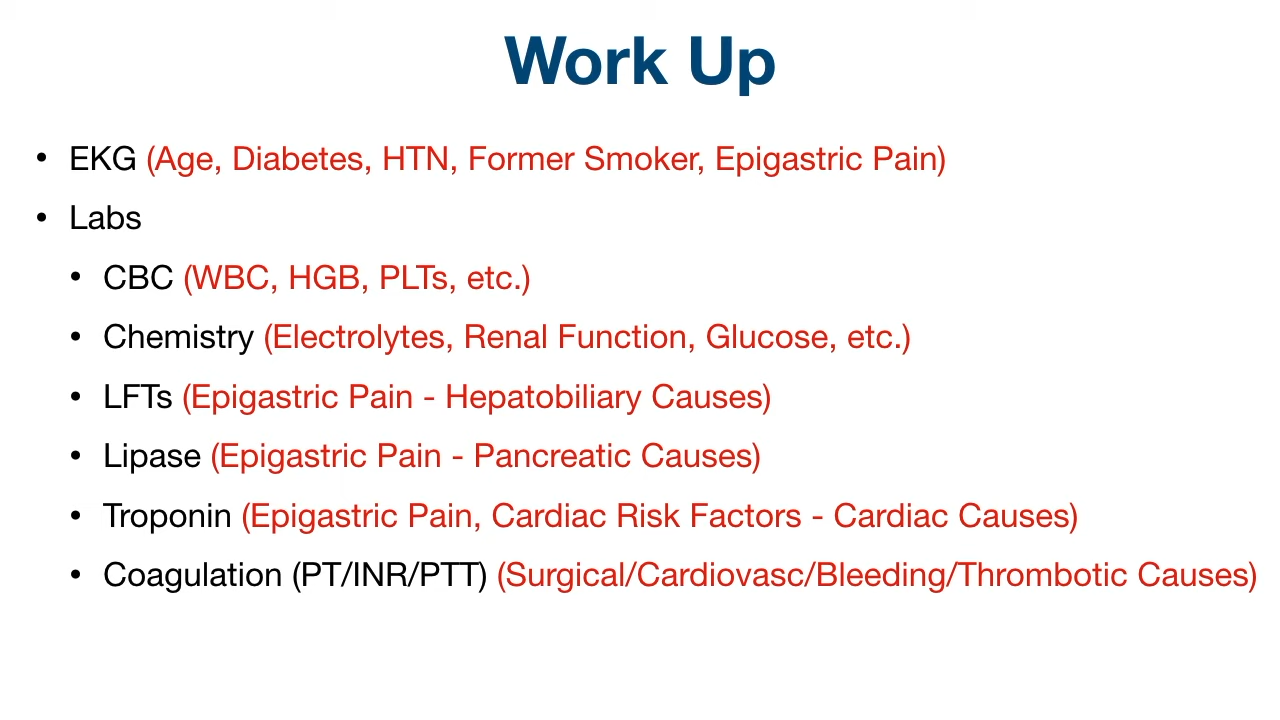 Work Up
• EKG (Age, Diabetes, HTN, Former Smoker, Epigastric Pain)
• Labs
• CBC (WBC, HGB, PLTs, etc.)
• Chemistry (Electrolytes, Renal Function, Glucose, etc.)
• LFTs (Epigastric Pain - Hepatobiliary Causes)
• Lipase (Epigastric Pain - Pancreatic Causes)
• Troponin (Epigastric Pain, Cardiac Risk Factors - Cardiac Causes)
• Coagulation (PT/INR/PTT) (Surgical/Cardiovasc/Bleeding/Thrombotic Causes)